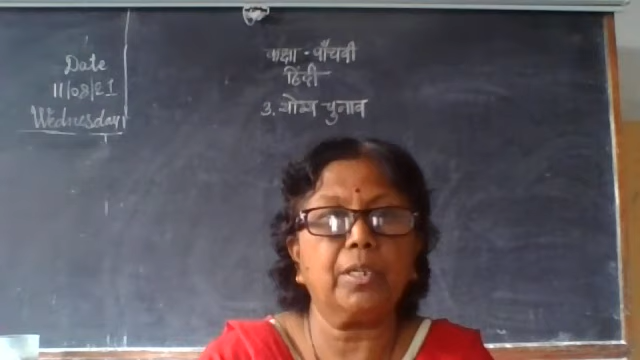 Date
11/08/21
Wednesday
कक्षा - पाँचवी
हिंदी
3. योग्य चुनाव